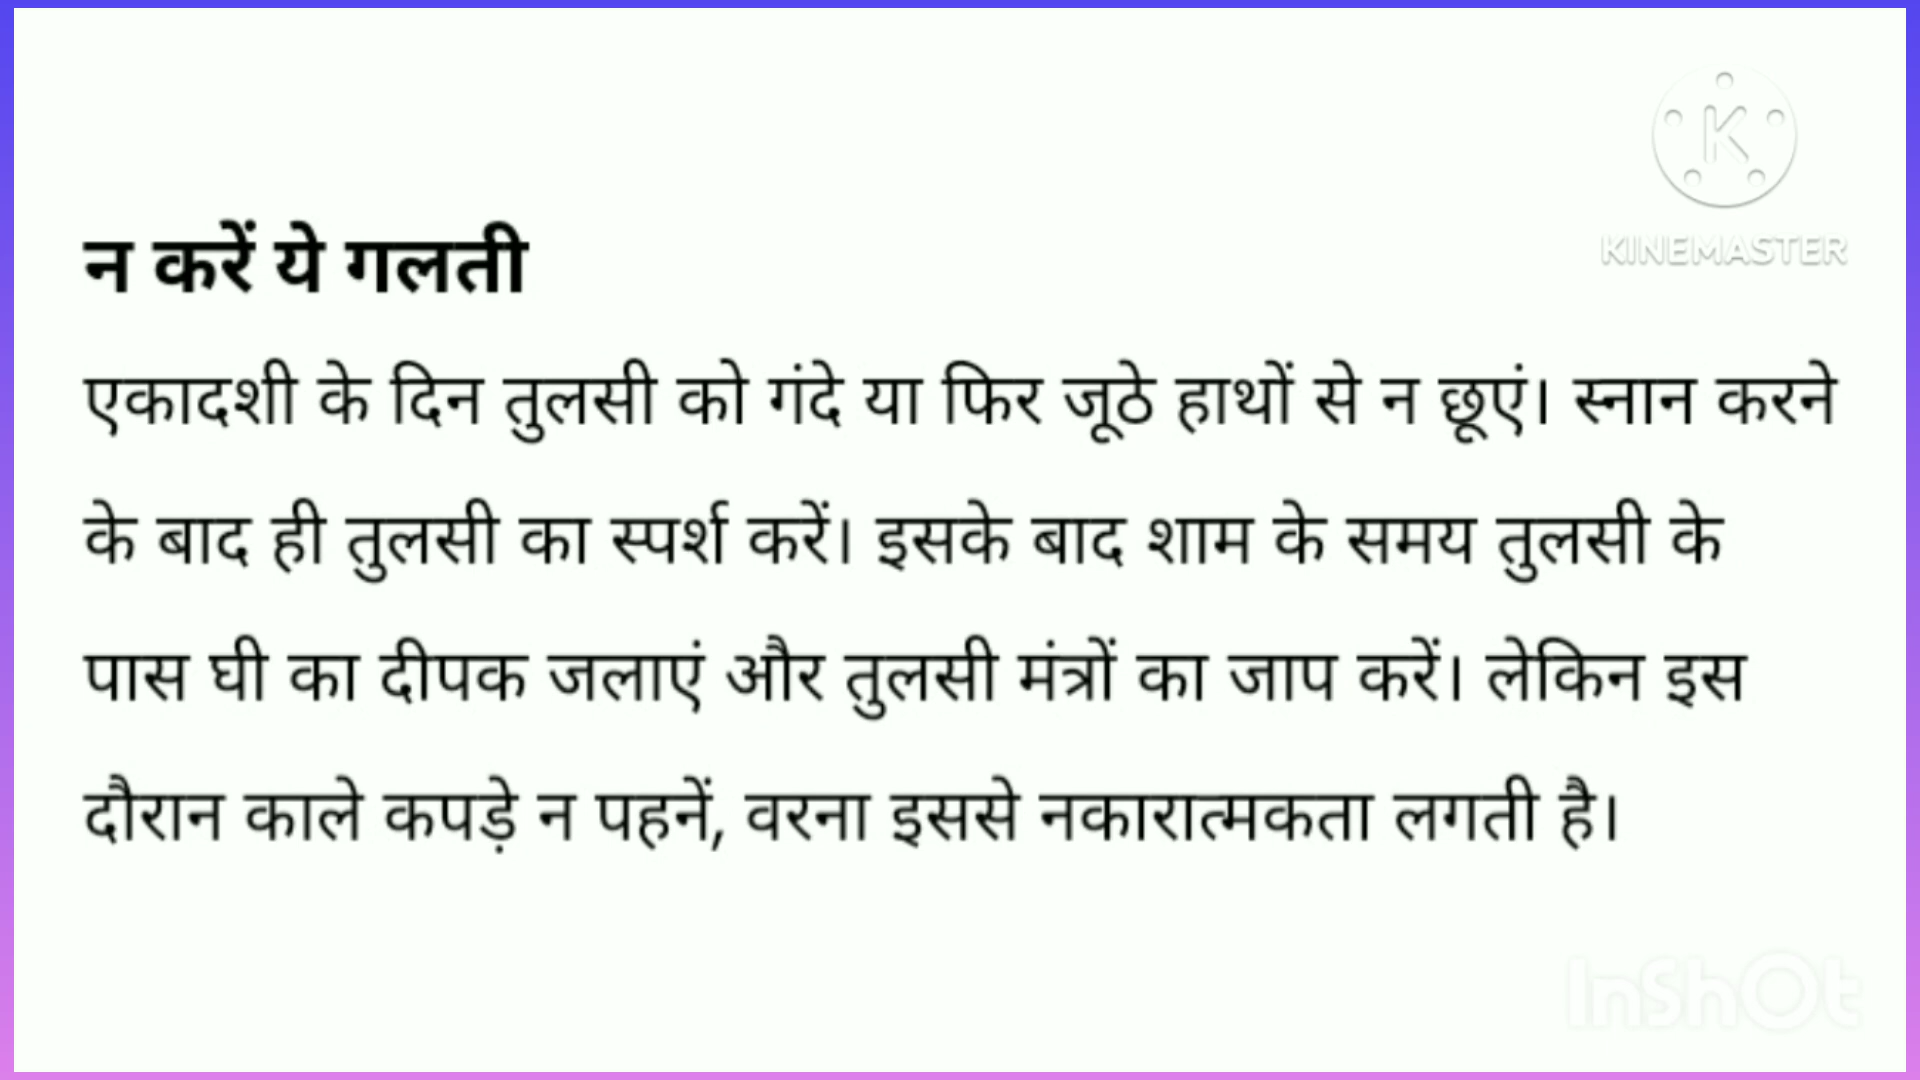 KINEMASTER
न करें ये गलती
एकादशी के दिन तुलसी को गंदे या फिर जूठे हाथों से न छूएं। स्नान करने
के बाद ही तुलसी का स्पर्श करें। इसके बाद शाम के समय तुलसी के
पास घी का दीपक जलाएं और तुलसी मंत्रों का जाप करें। लेकिन इस
दौरान काले कपड़े न पहनें, वरना इससे नकारात्मकता लगती है।
InShOt